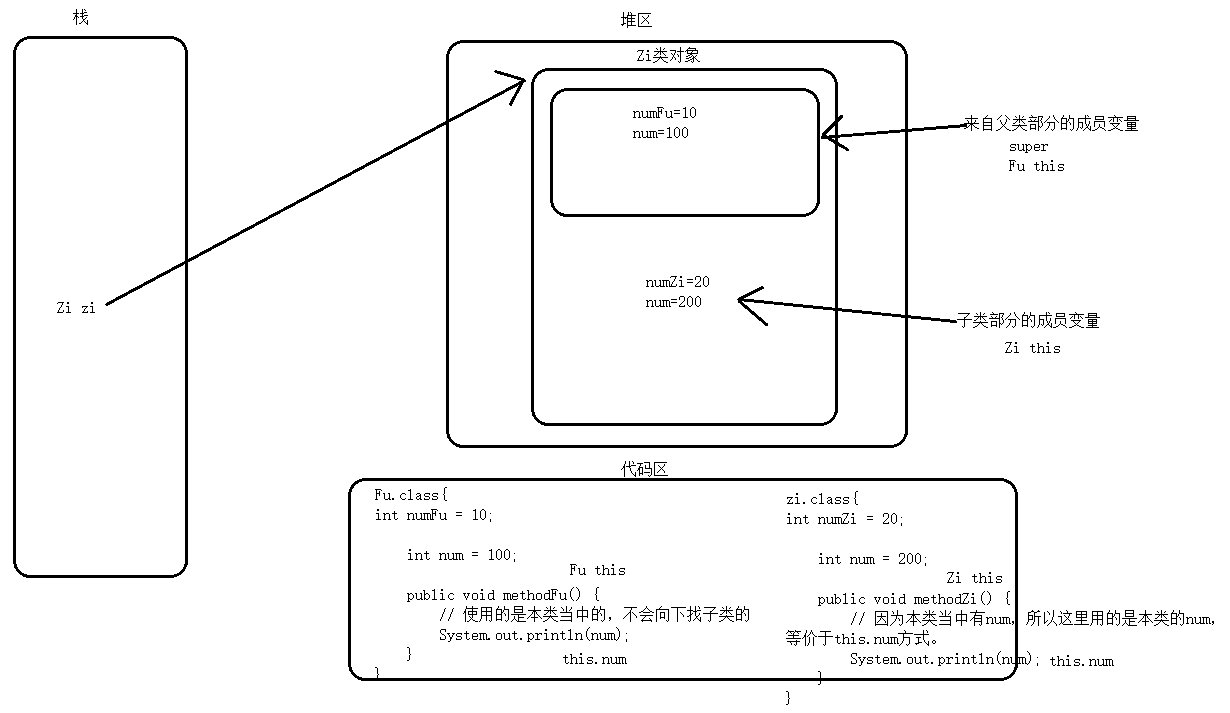 栈
堆区
Zi类对象
numFu=10
num=100
来自父类部分的成员变量
super
Fu this
numZi=20
num=200
Zi zi
子类部分的成员变量
Zi this
代码区
Fu.class{
int numFu = 10;
int num = 100;
Fu this
public void methodFu() {
// 使用的是本类当中的，不会向下找子类的
System.out.println(num);
}
this.num
}
zi.class{
int numZi = 20;
int num = 200;
Zi this
public void methodZi() {
// 因为本类当中有num，所以这里用的是本类的num，
等价于this.num方式。
System.out.println(num); this.num
}
}